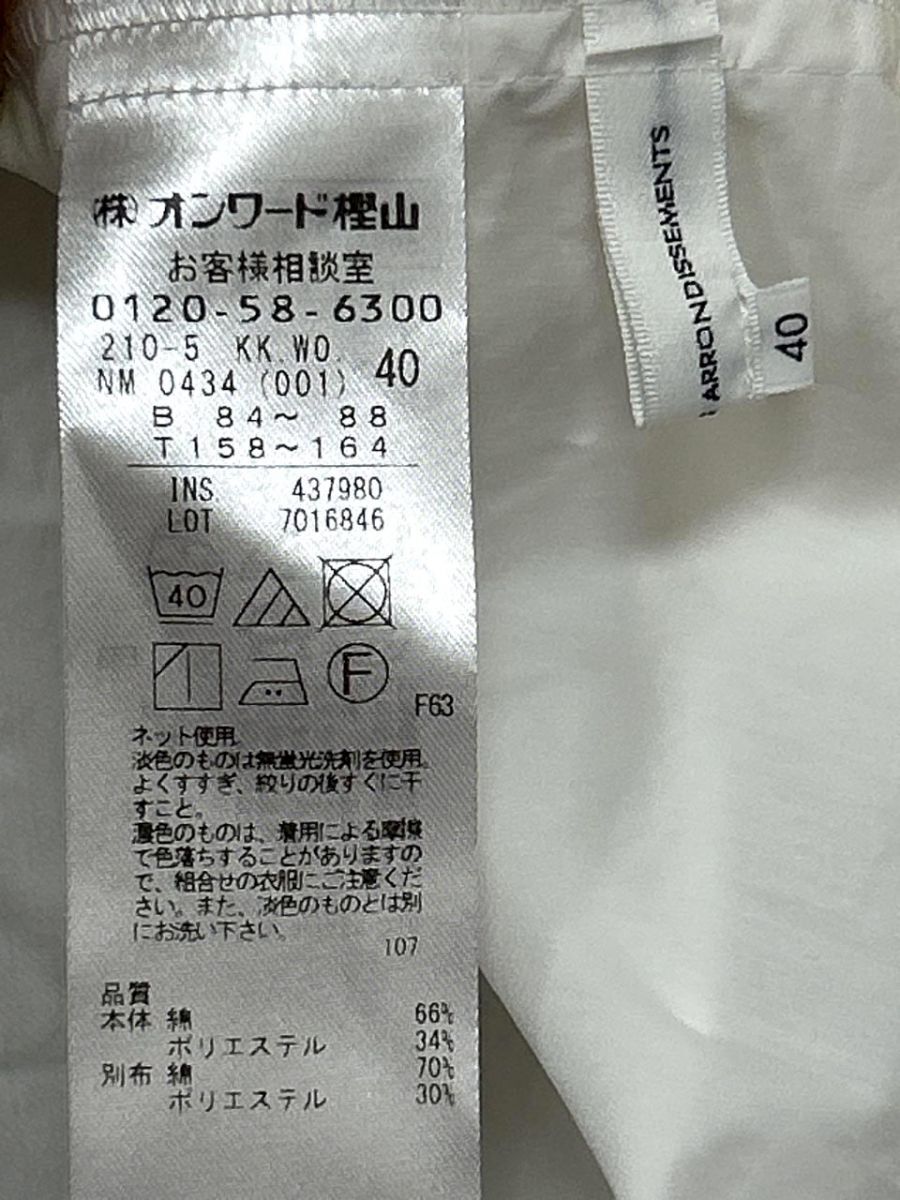 ㈱オンワード樫山
お客様相談室
0120-58-6300
210-5 KK.WO. 40
NM 0434 (001)
B 84～88
T 158～164
INS 437980
LOT 7016846
40
F
F63
ネット使用。
淡色のものは無蛍光洗剤を使用。
よくすすぎ、絞りの後すぐに干
すこと。
濃色のものは、着用による摩擦
で色落ちすることがありますの
で、組合せの衣服にご注意くだ
さい。また、淡色のものとは別
にお洗い下さい。
107
品質
本体 綿 66%
ポリエステル 34%
別布 綿 70%
ポリエステル 30%
ARRONDISSEMENTS
40